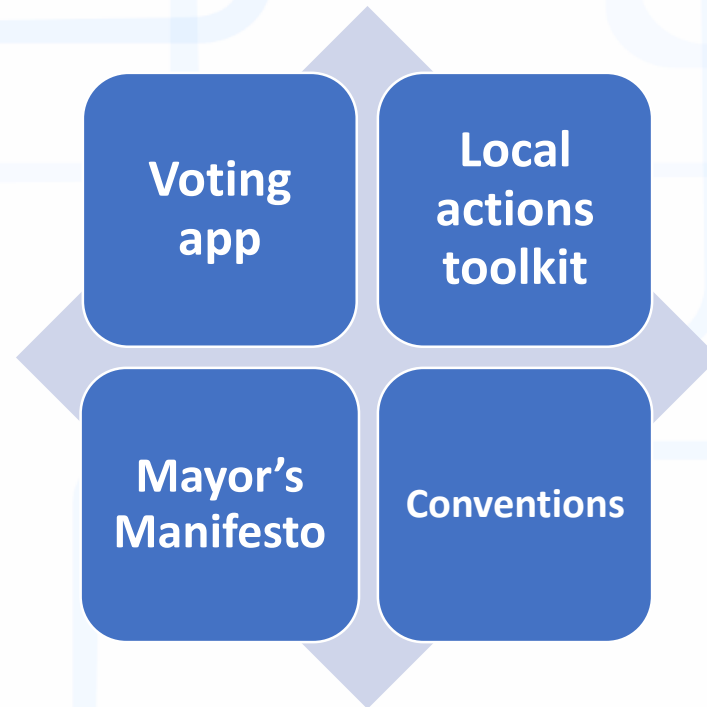 Voting
app
Local
actions
toolkit
Mayor’s
Manifesto
Conventions